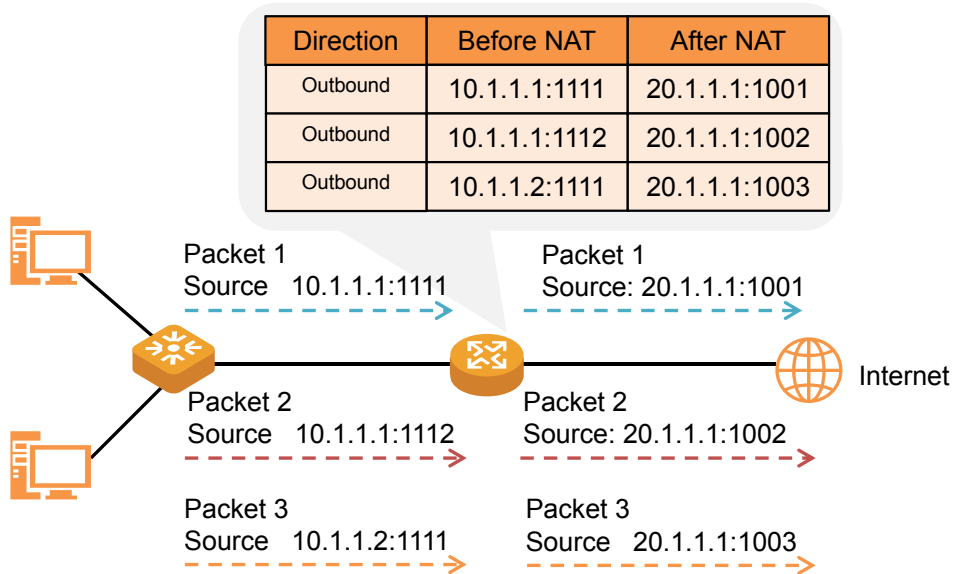 Direction Before NAT After NAT
Outbound 10.1.1.1:1111 20.1.1.1:1001
Outbound 10.1.1.1:1112 20.1.1.1:1002
Outbound 10.1.1.2:1111 20.1.1.1:1003
Packet 1
Source 10.1.1.1:1111
Packet 1
Source: 20.1.1.1:1001
Internet
Packet 2
Source 10.1.1.1:1112
Packet 2
Source: 20.1.1.1:1002
Packet 3
Source 10.1.1.2:1111
Packet 3
Source 20.1.1.1:1003